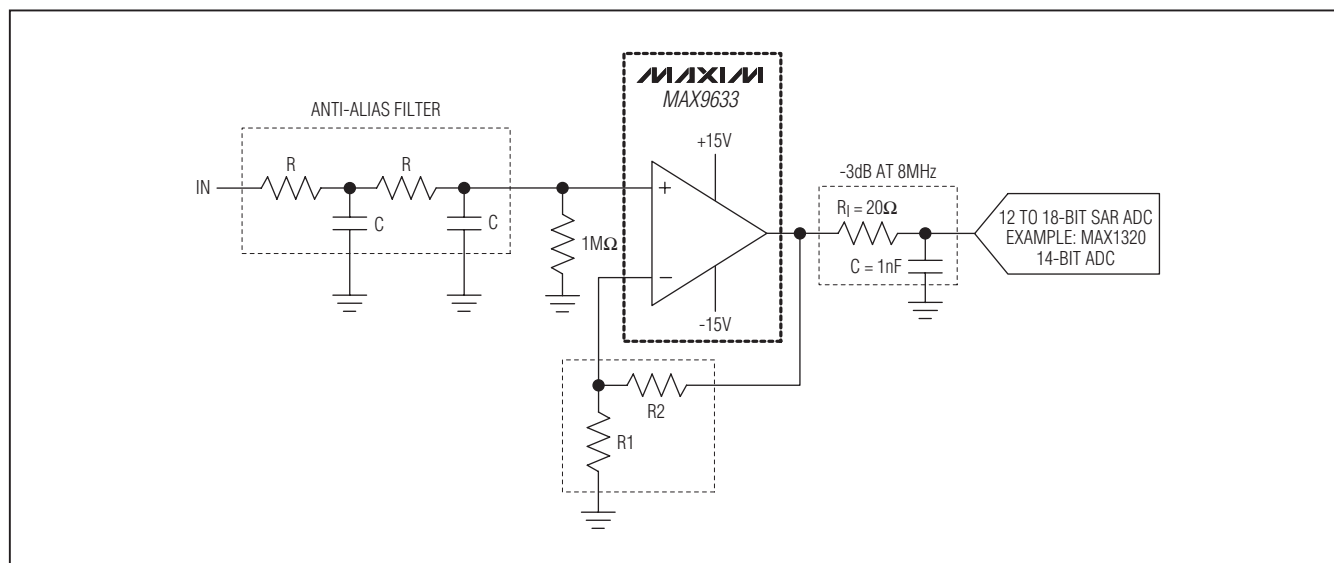 ANTI-ALIAS FILTER
IN
R
R
C
C
1MΩ
MAXIM
MAX9633
+15V
+
−
-15V
R2
R1
-3dB AT 8MHz
RI = 20Ω
C = 1nF
12 TO 18-BIT SAR ADC
EXAMPLE: MAX1320
14-BIT ADC